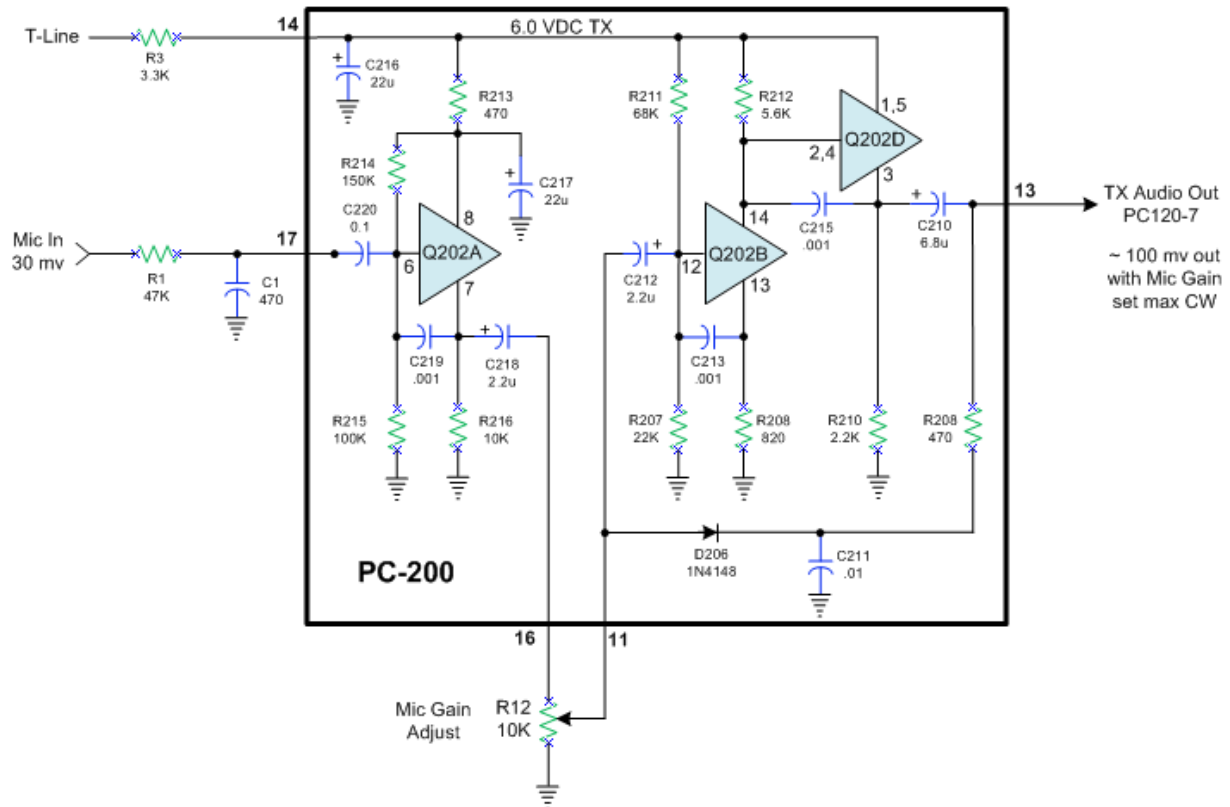 T-Line
R3
3.3K
14
6.0 VDC TX
+
C216
22u
R213
470
R214
150K
+
C217
22u
C220
0.1
8
Q202A
6
7
Mic In
30 mv
R1
47K
C1
470
17
C219
.001
+
C218
2.2u
R215
100K
R216
10K
R211
68K
R212
5.6K
1,5
Q202D
2,4
3
13
TX Audio Out
PC120-7
~ 100 mv out
with Mic Gain
set max CW
14
C215
.001
+
C210
6.8u
+
C212
2.2u
12
Q202B
13
C213
.001
R207
22K
R208
820
R210
2.2K
R208
470
D206
1N4148
C211
.01
PC-200
16
11
Mic Gain
Adjust
R12
10K